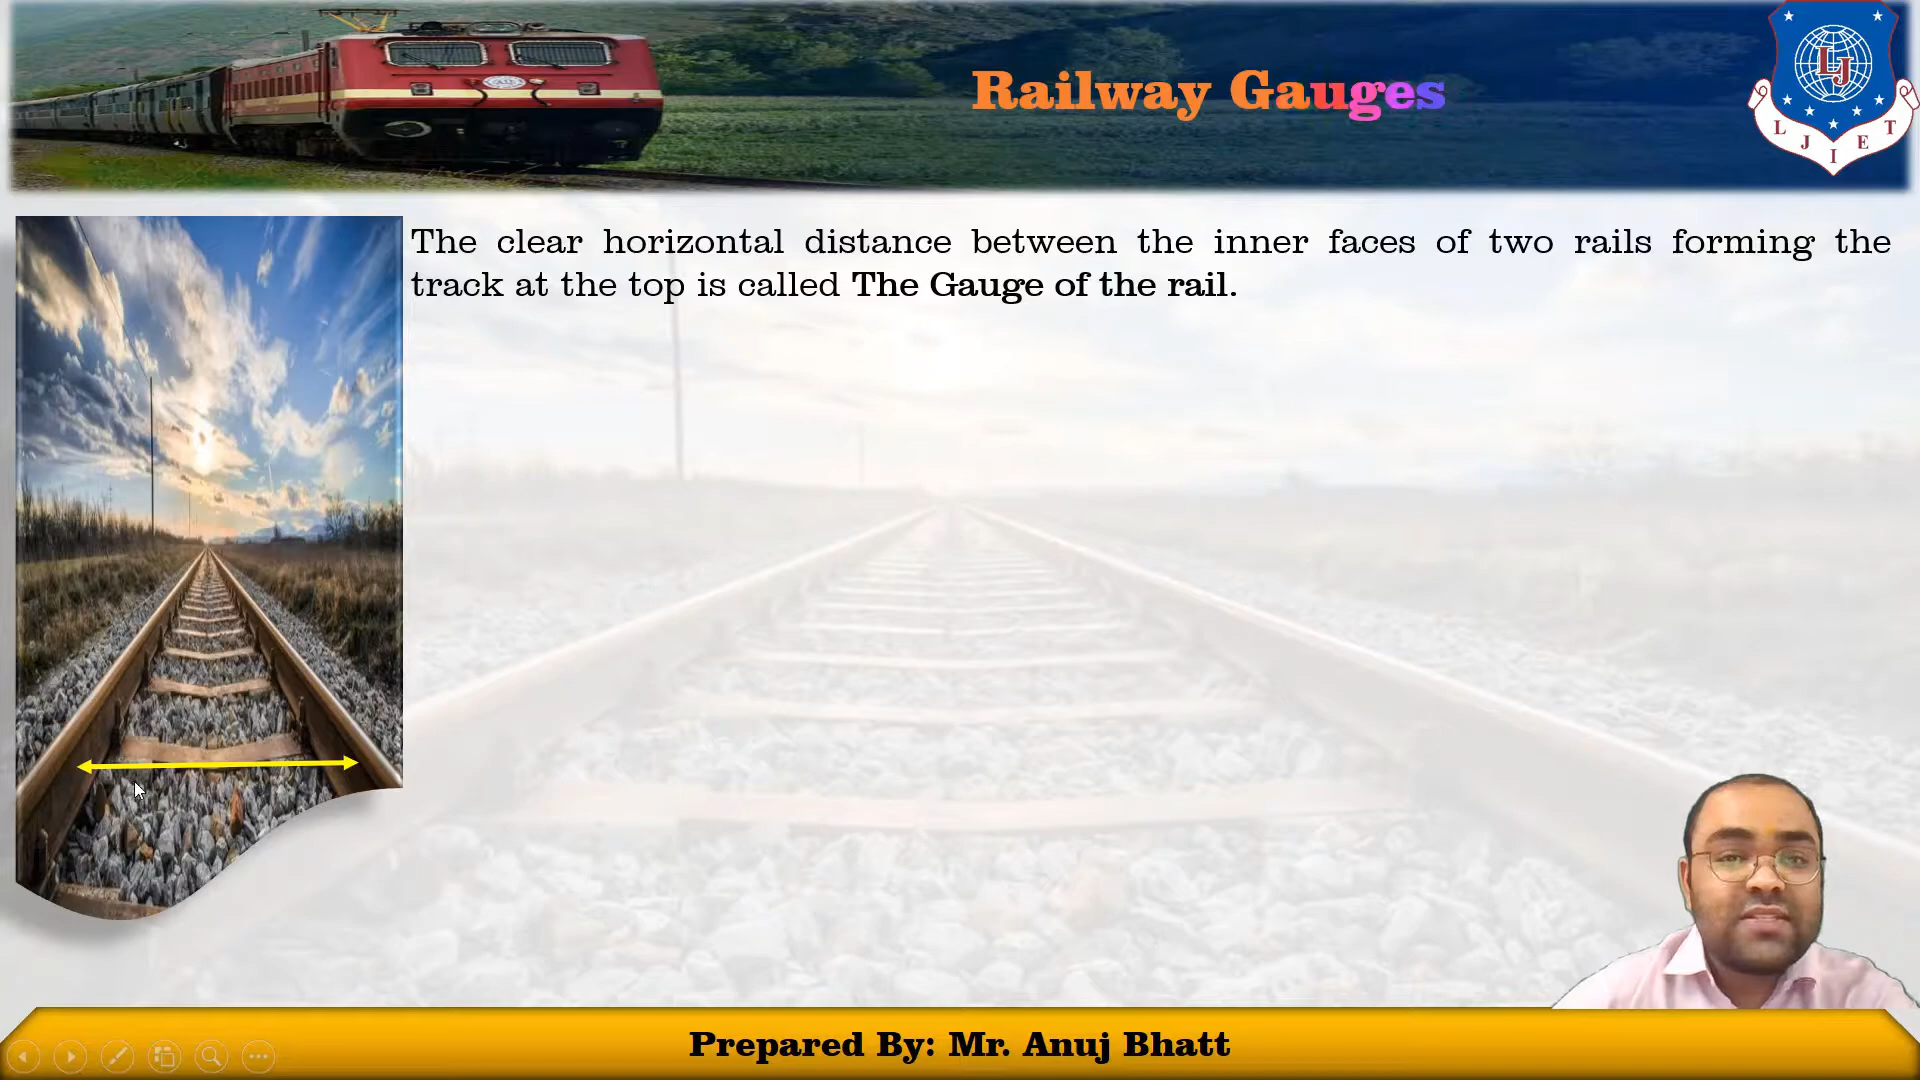 Railway Gauges
LJ
L J I E T
The clear horizontal distance between the inner faces of two rails forming the
track at the top is called The Gauge of the rail.
Prepared By: Mr. Anuj Bhatt